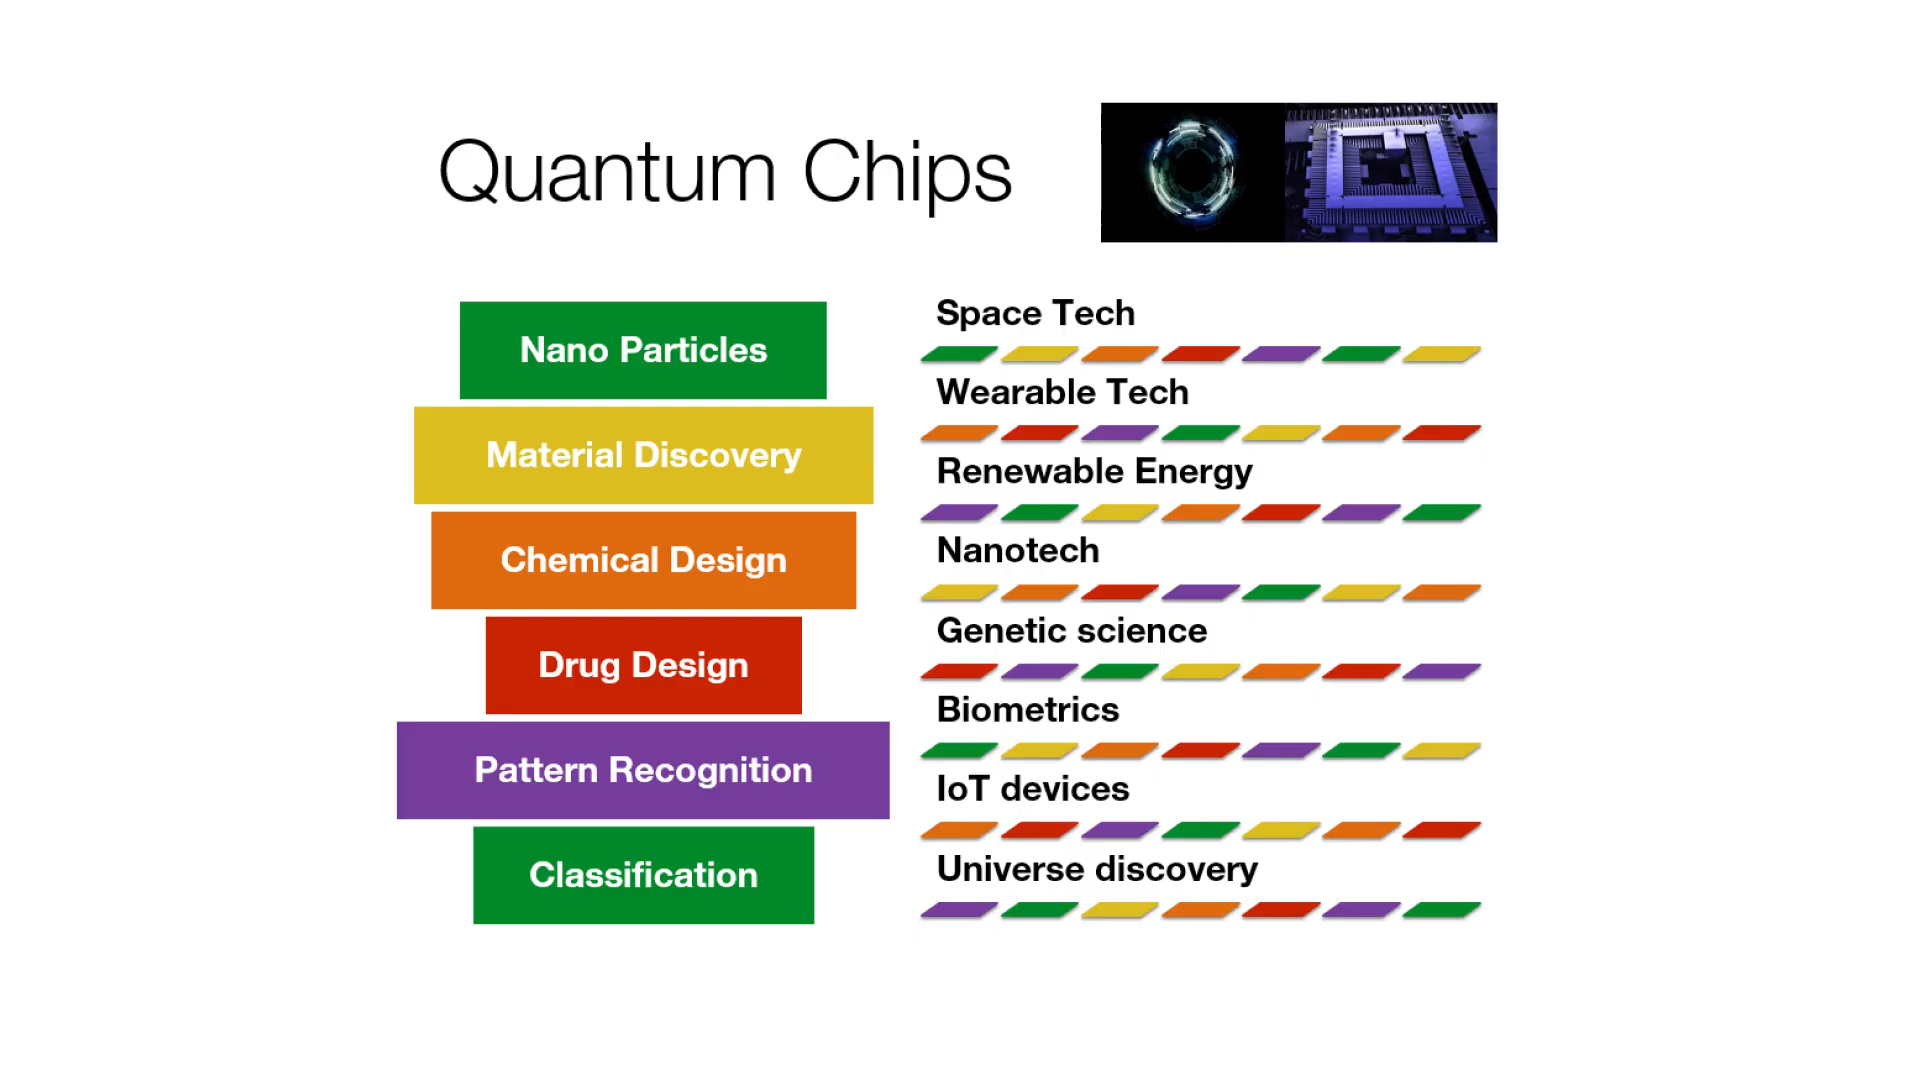 Quantum Chips
Nano Particles
Material Discovery
Chemical Design
Drug Design
Pattern Recognition
Classification
Space Tech
Wearable Tech
Renewable Energy
Nanotech
Genetic science
Biometrics
IoT devices
Universe discovery